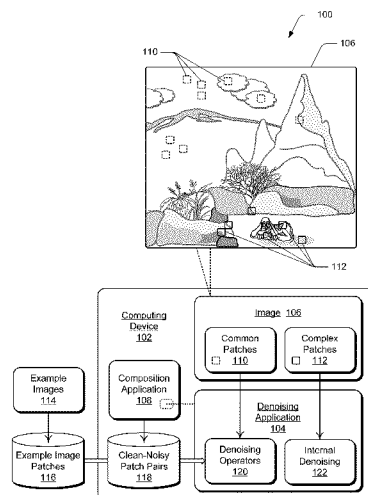 100
106
110
112
Computing
Device
102
Image 106
Common
Patches
110
Complex
Patches
112
Example
Images
114
Composition
Application
108
Denoising
Application
104
Example Image
Patches
116
Clean-Noisy
Patch Pairs
118
Denoising
Operators
120
Internal
Denoising
122